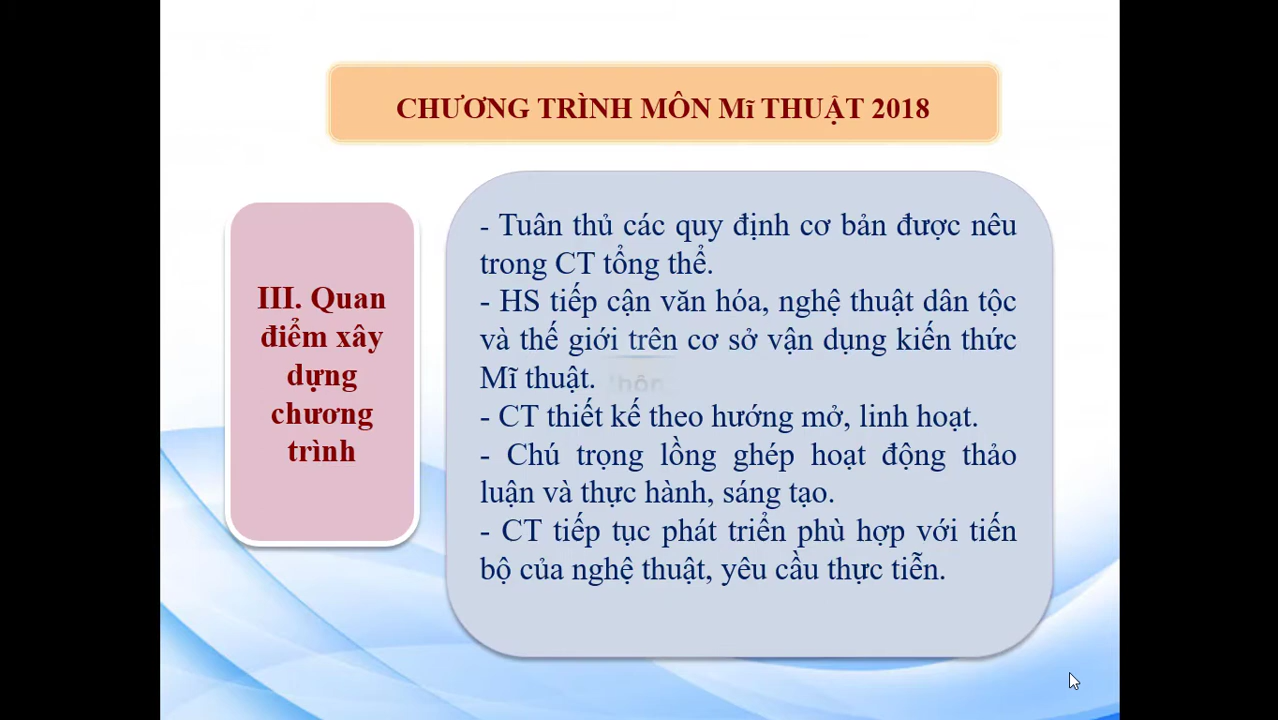 CHƯƠNG TRÌNH MÔN Mĩ THUẬT 2018
III. Quan
điểm xây
dựng
chương
trình
- Tuân thủ các quy định cơ bản được nêu
trong CT tổng thể.
- HS tiếp cận văn hóa, nghệ thuật dân tộc
và thế giới trên cơ sở vận dụng kiến thức
Mĩ thuật.
- CT thiết kế theo hướng mở, linh hoạt.
- Chú trọng lồng ghép hoạt động thảo
luận và thực hành, sáng tạo.
- CT tiếp tục phát triển phù hợp với tiến
bộ của nghệ thuật, yêu cầu thực tiễn.